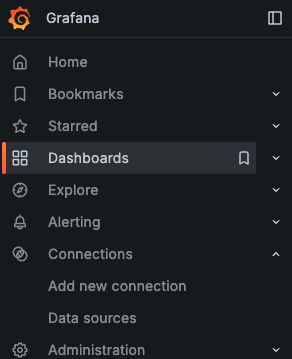 Grafana
Home
Bookmarks
Starred
Dashboards
Explore
Alerting
Connections
Add new connection
Data sources
Administration